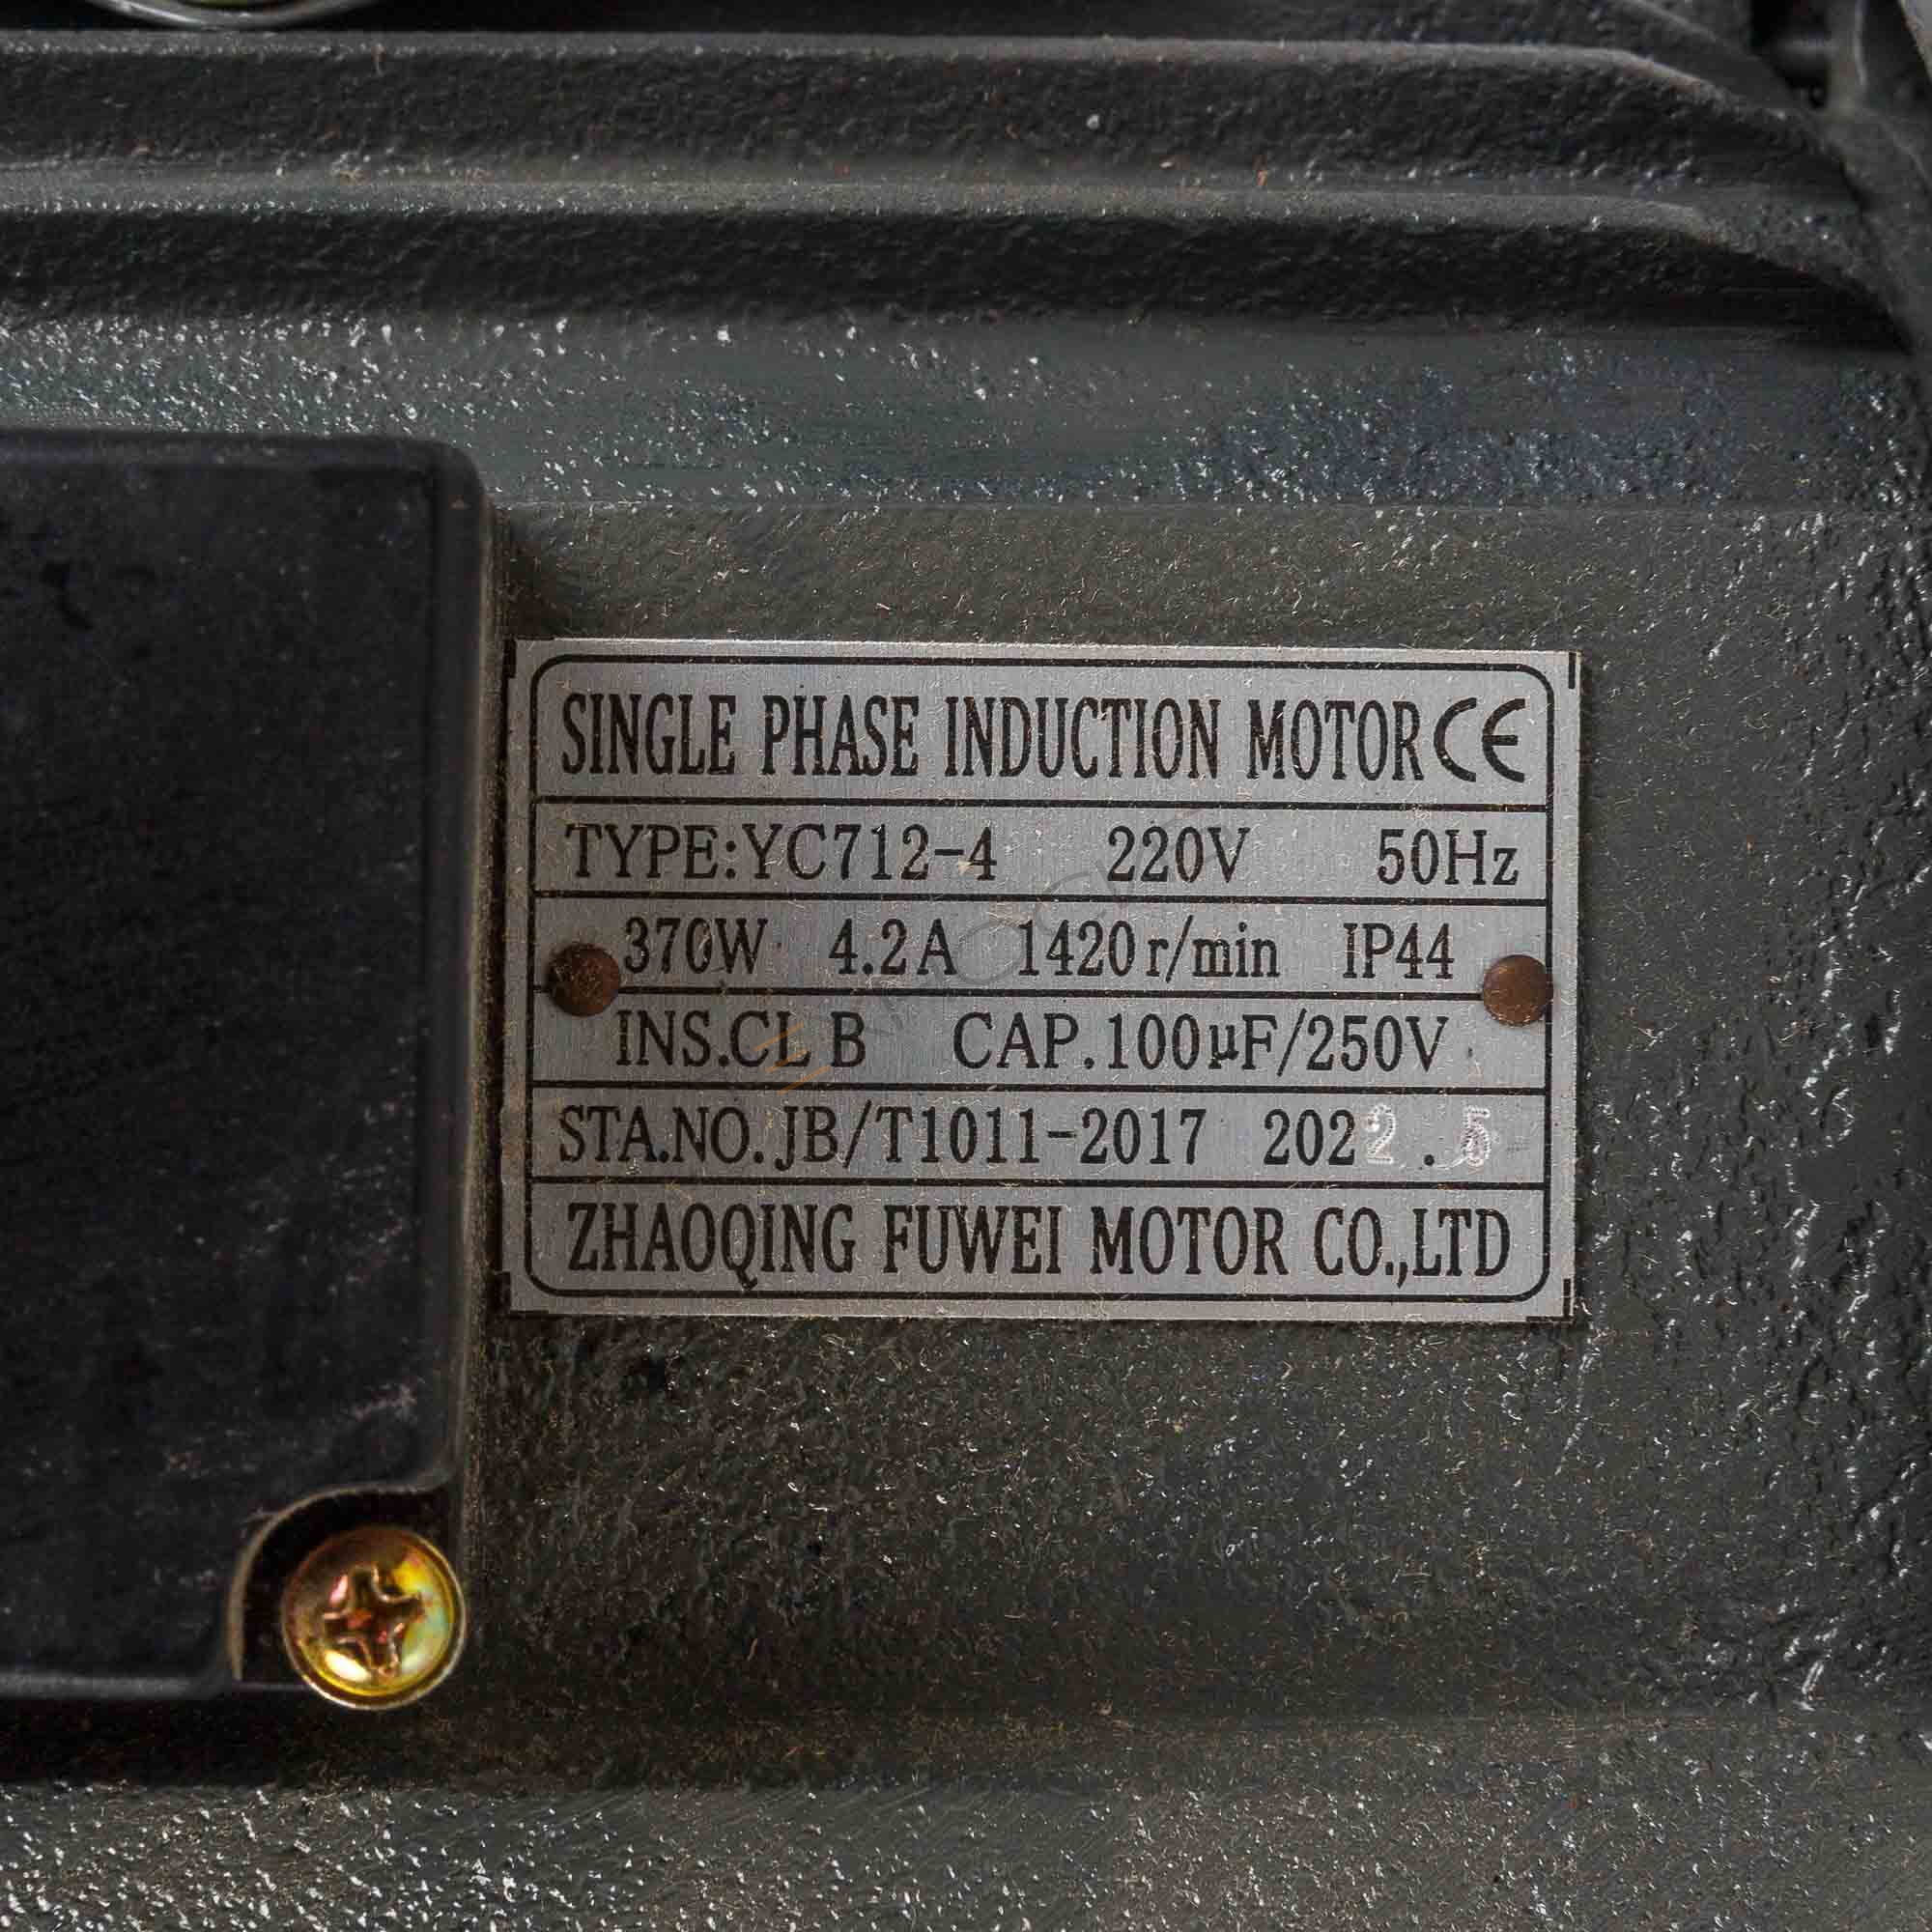 SINGLE PHASE INDUCTION MOTOR CE
TYPE:YC712-4 220V 50Hz
370W 4.2A 1420r/min IP44
INS.CL B CAP.100µF/250V
STA.NO.JB/T1011-2017 2022.5
ZHAOQING FUWEI MOTOR CO.,LTD